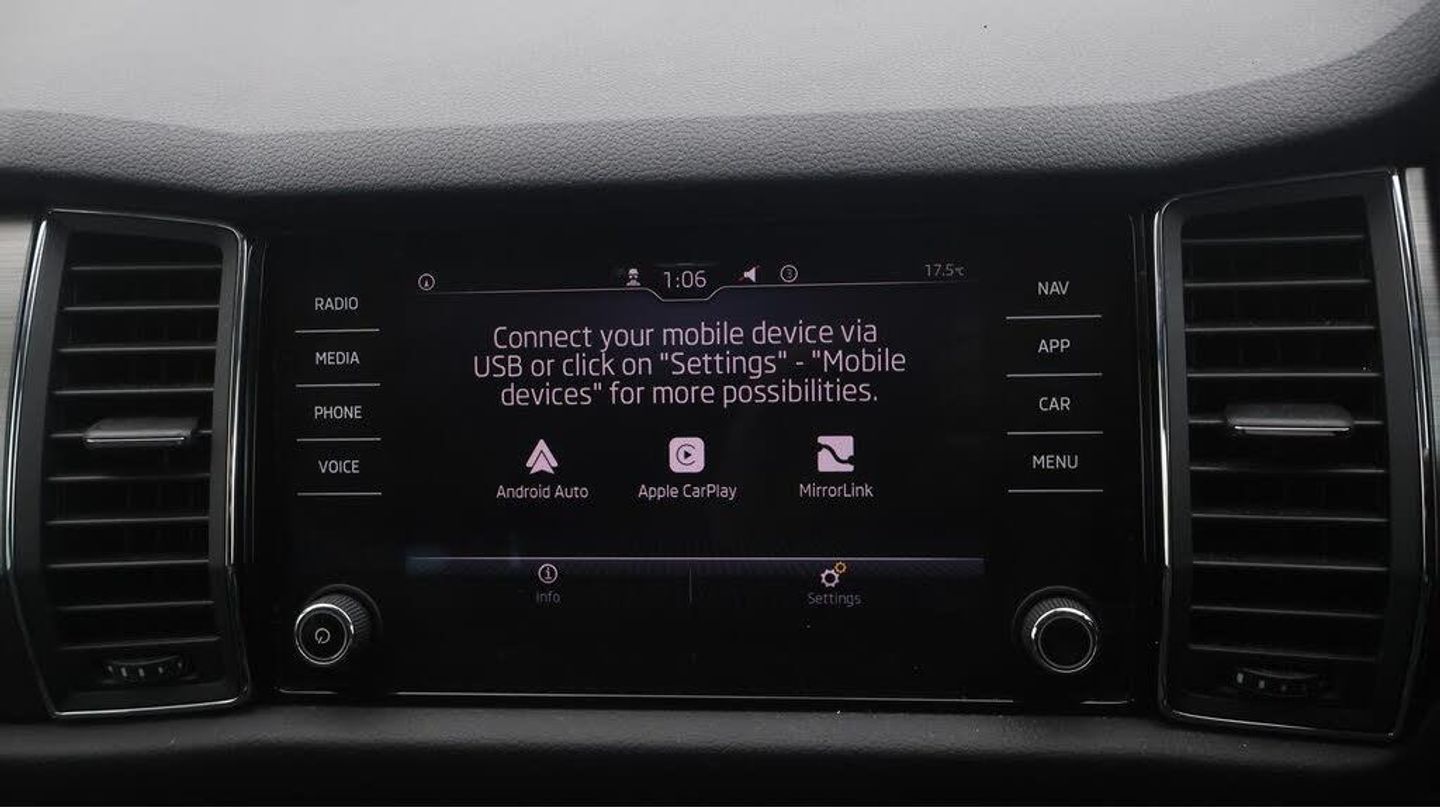 1:06
3
17.5°C
RADIO
MEDIA
PHONE
VOICE
Connect your mobile device via
USB or click on "Settings" - "Mobile
devices" for more possibilities.
Android Auto
Apple CarPlay
MirrorLink
Info
Settings
NAV
APP
CAR
MENU